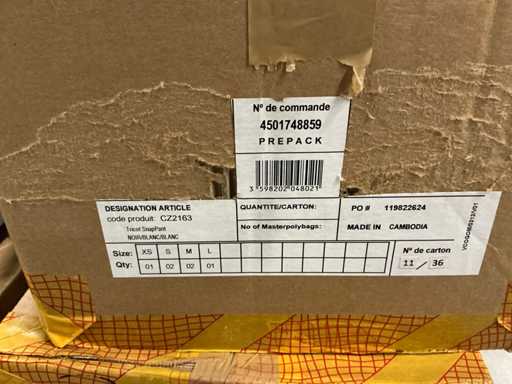 Nº de commande
4501748859
PREPACK
3 598202 048021
DESIGNATION ARTICLE
code produit: CZ2163
Tricot SnapPant
NOIR/BLANC/BLANC
QUANTITE/CARTON:
No of Masterpolybags:
PO # 119822624
MADE IN CAMBODIA
Size: XS S M L
Qty: 01 02 02 01
Nº de carton
11 / 36